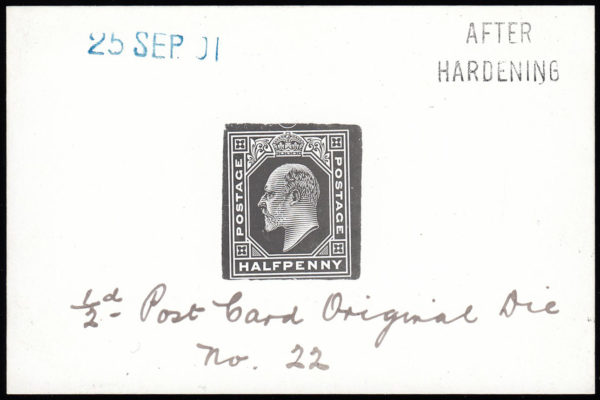 25 SEP 01
AFTER
HARDENING
POSTAGE
POSTAGE
HALFPENNY
½d- Post Card Original Die
No. 22